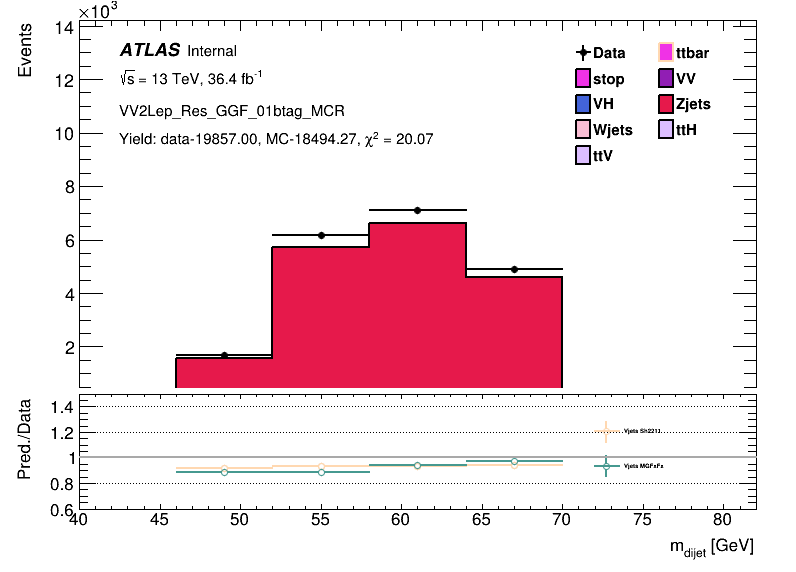 ×10³
Events
14
12
10
8
6
4
2
ATLAS Internal
√s = 13 TeV, 36.4 fb⁻¹
VV2Lep_Res_GGF_01btag_MCR
Yield: data-19857.00, MC-18494.27, χ² = 20.07
Data ttbar
stop VV
VH Zjets
Wjets ttH
ttV
Pred./Data
1.4
1.2
1
0.8
0.6
Vjets Sh2211
Vjets MGFxFx
40 45 50 55 60 65 70 75 80
m_dijet [GeV]